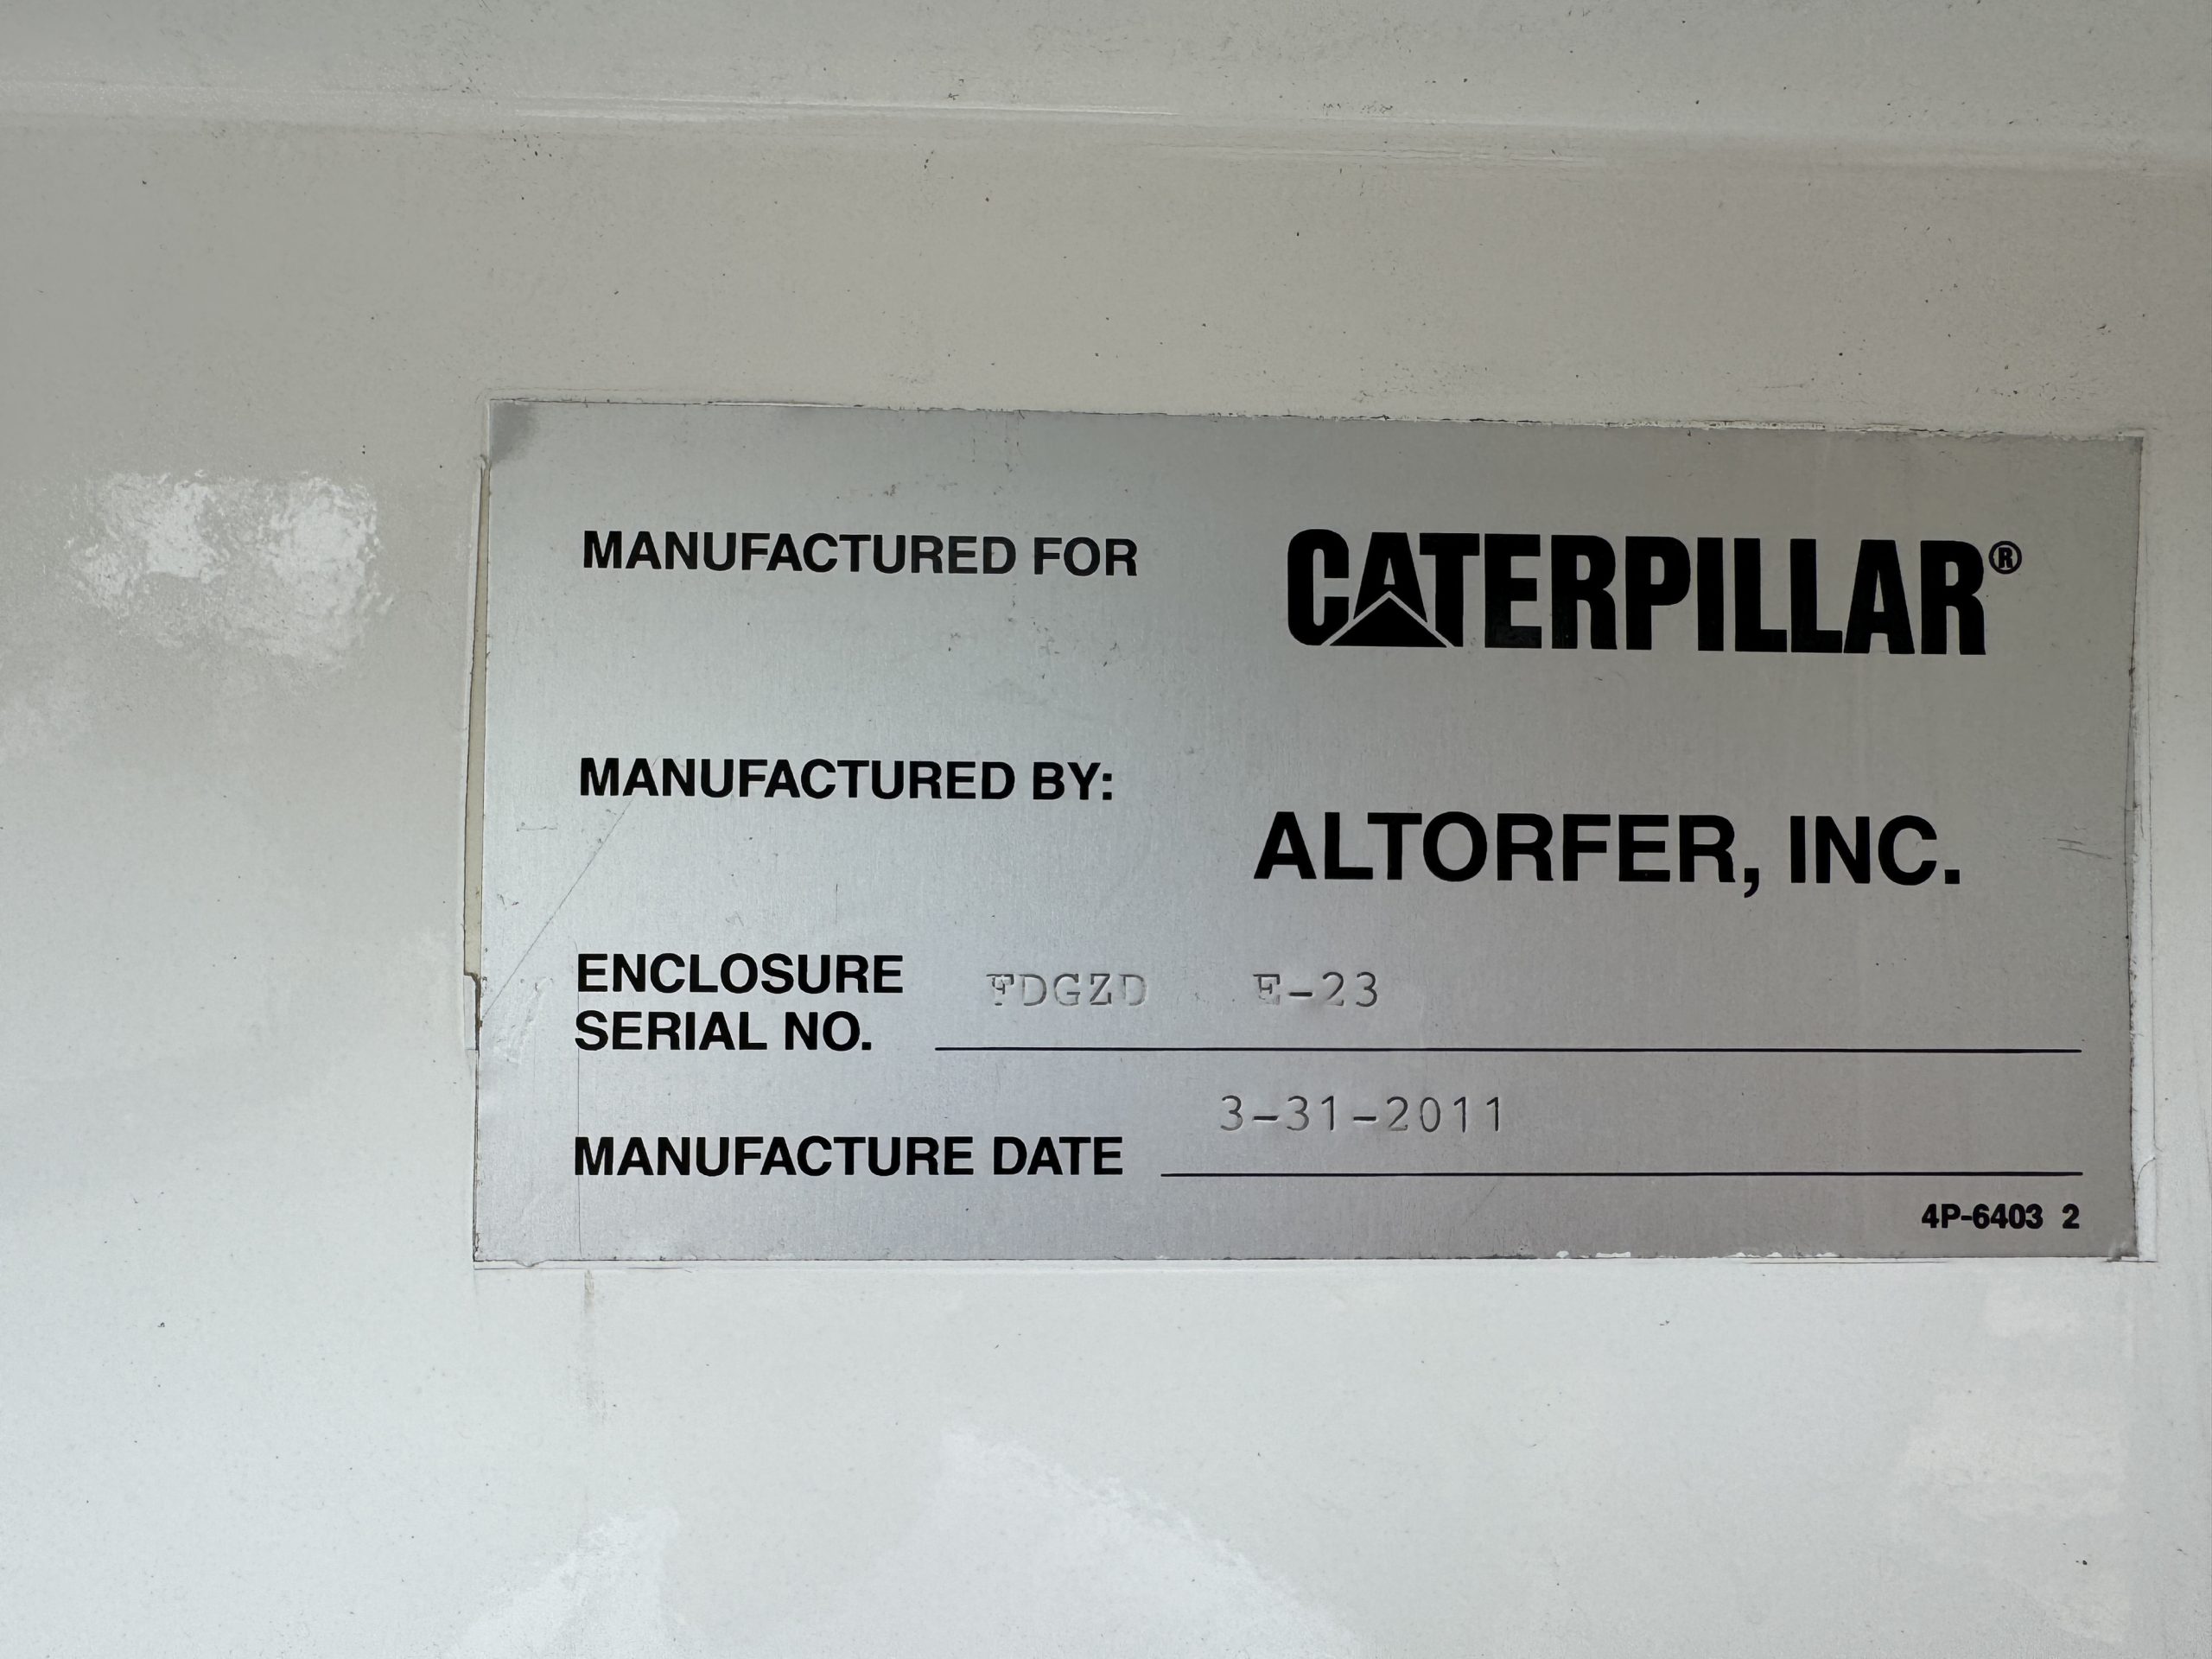 MANUFACTURED FOR CATERPILLAR®
MANUFACTURED BY:
ALTORFER, INC.
ENCLOSURE
SERIAL NO. FDGZD E-23
MANUFACTURE DATE 3-31-2011
4P-6403 2